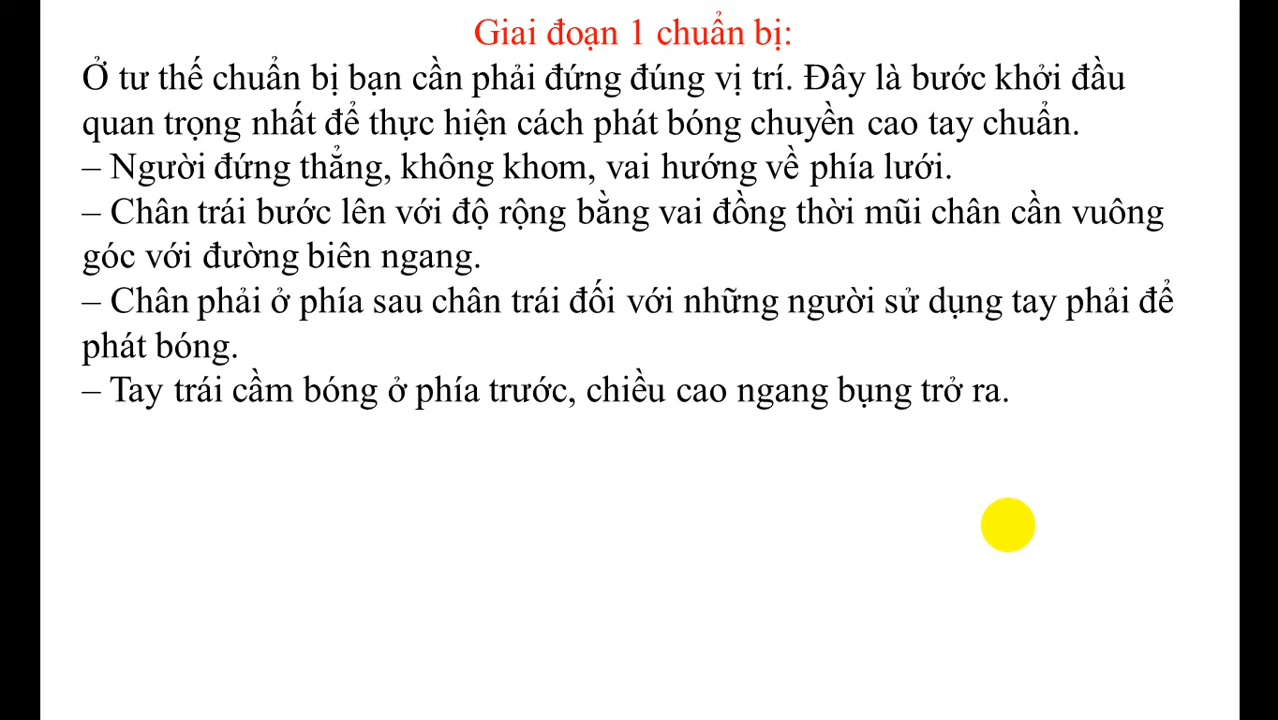 Giai đoạn 1 chuẩn bị:
Ở tư thế chuẩn bị bạn cần phải đứng đúng vị trí. Đây là bước khởi đầu
quan trọng nhất để thực hiện cách phát bóng chuyền cao tay chuẩn.
– Người đứng thẳng, không khom, vai hướng về phía lưới.
– Chân trái bước lên với độ rộng bằng vai đồng thời mũi chân cần vuông
góc với đường biên ngang.
– Chân phải ở phía sau chân trái đối với những người sử dụng tay phải để
phát bóng.
– Tay trái cầm bóng ở phía trước, chiều cao ngang bụng trở ra.